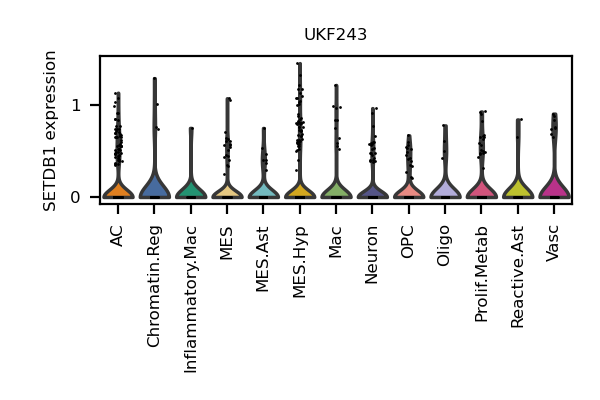 UKF243
SETDB1 expression
1
0
AC
Chromatin.Reg
Inflammatory.Mac
MES
MES.Ast
MES.Hyp
Mac
Neuron
OPC
Oligo
Prolif.Metab
Reactive.Ast
Vasc